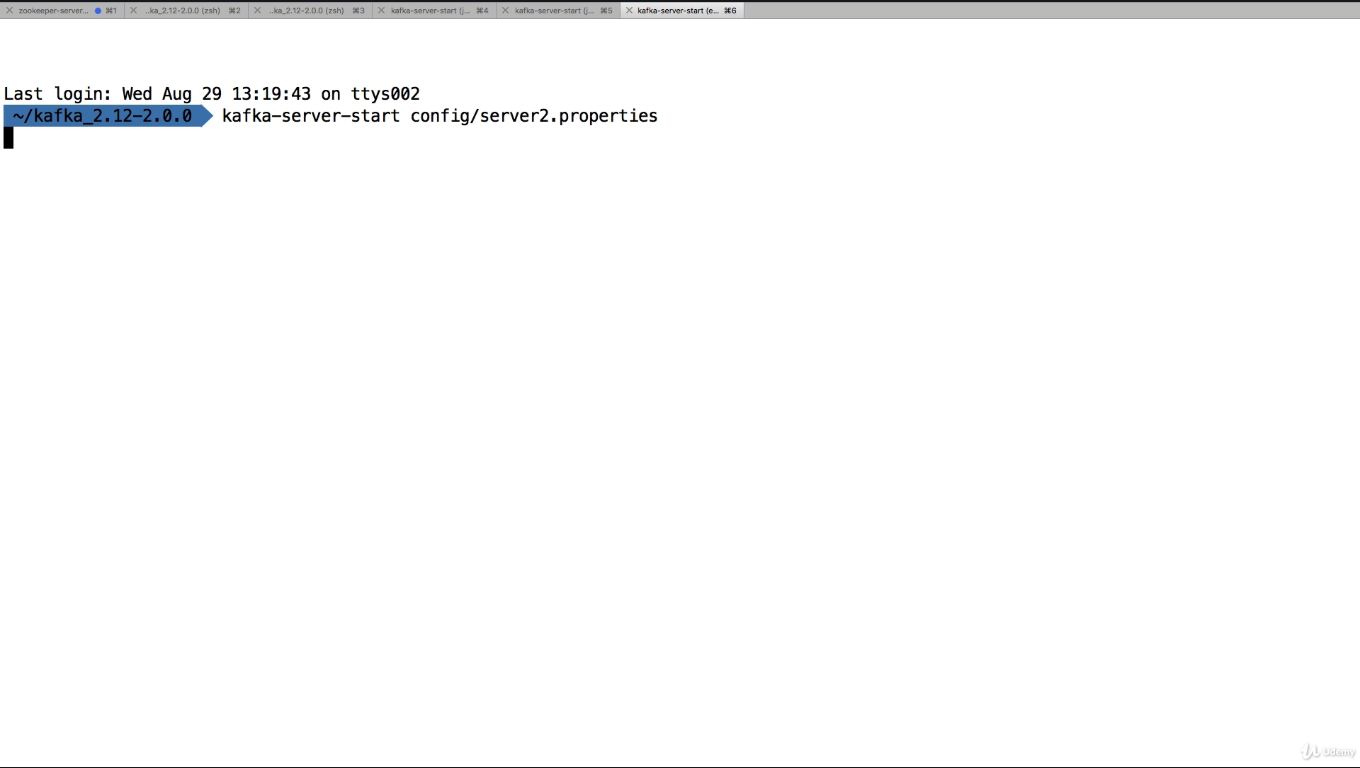 zookeeper-server... ⌘1 ..ka_2.12-2.0.0 (zsh) ⌘2 ..ka_2.12-2.0.0 (zsh) ⌘3 kafka-server-start (j... ⌘4 kafka-server-start (j... ⌘5 kafka-server-start (e... ⌘6
Last login: Wed Aug 29 13:19:43 on ttys002
~/kafka_2.12-2.0.0 kafka-server-start config/server2.properties
Udemy